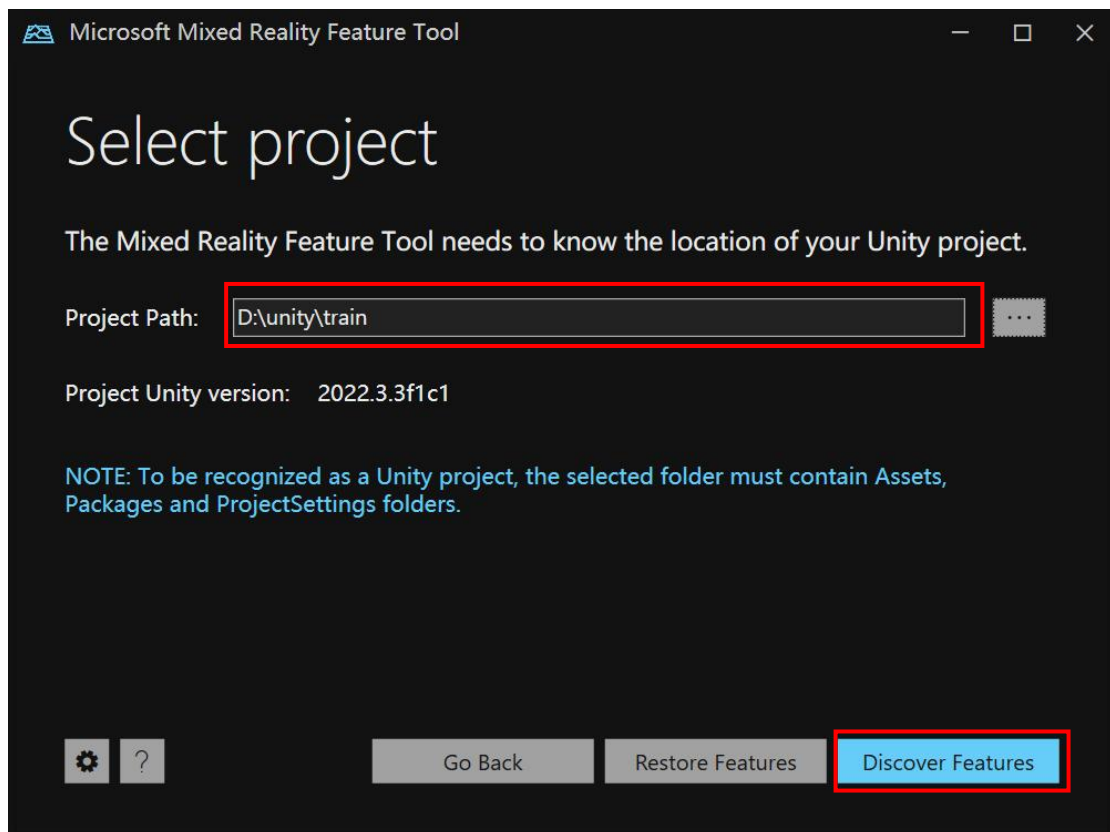 Microsoft Mixed Reality Feature Tool
Select project
The Mixed Reality Feature Tool needs to know the location of your Unity project.
Project Path: D:\unity\train ...
Project Unity version: 2022.3.3f1c1
NOTE: To be recognized as a Unity project, the selected folder must contain Assets,
Packages and ProjectSettings folders.
? Go Back Restore Features Discover Features